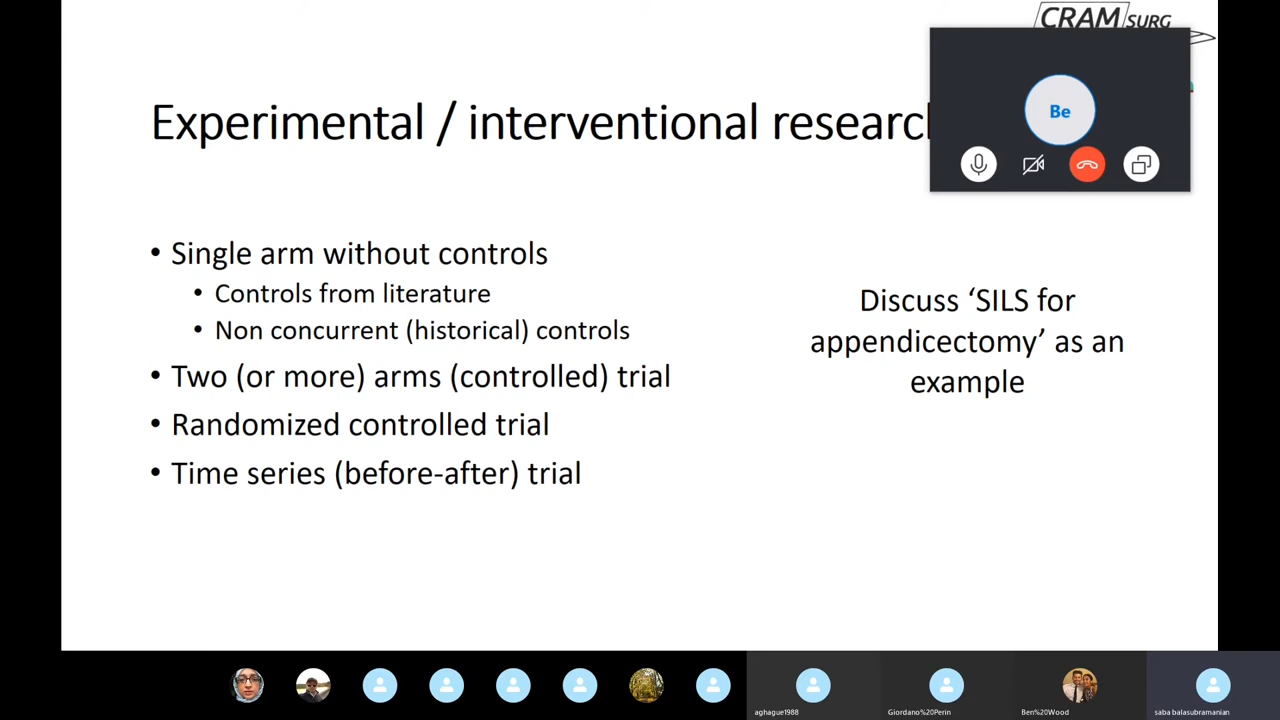 CRAMSURG
Experimental / interventional research
Be
• Single arm without controls
• Controls from literature
• Non concurrent (historical) controls
• Two (or more) arms (controlled) trial
• Randomized controlled trial
• Time series (before-after) trial
Discuss ‘SILS for
appendicectomy’ as an
example
aghague1988
Giordano%20Perin
Ben%20Wood
saba balasubramanian